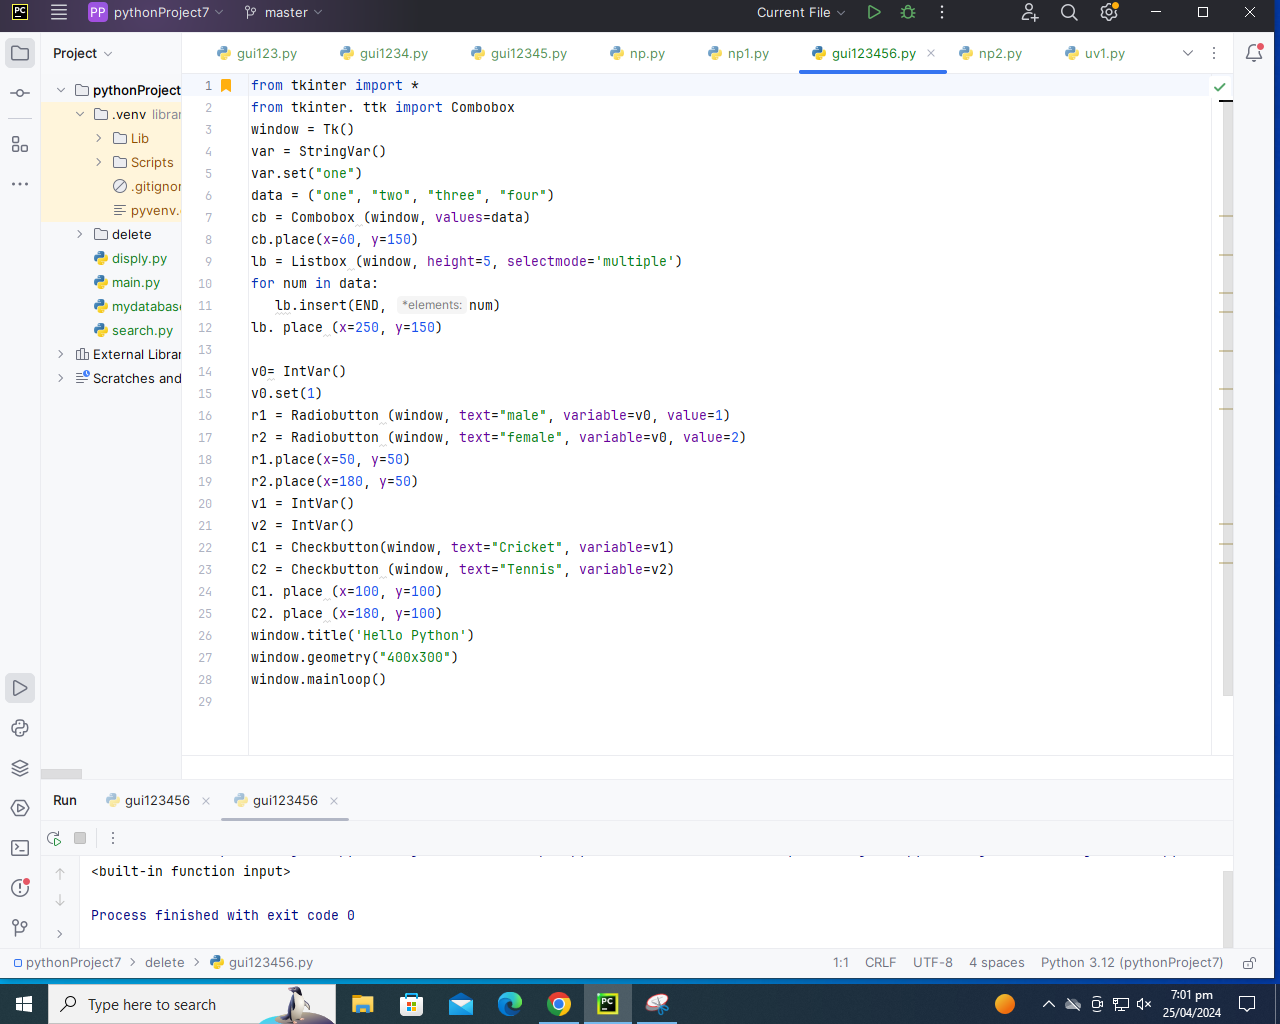 PC PP pythonProject7 master Current File
Project gui123.py gui1234.py gui12345.py np.py np1.py gui123456.py np2.py uv1.py
pythonProject
.venv
Lib
Scripts
pyvenv.
delete
disply.py
main.py
search.py
External Librar
Scratches and
1 from tkinter import *
2 from tkinter. ttk import Combobox
3 window = Tk()
4 var = StringVar()
5 var.set("one")
6 data = ("one", "two", "three", "four")
7 cb = Combobox (window, values=data)
8 cb.place(x=60, y=150)
9 lb = Listbox (window, height=5, selectmode='multiple')
10 for num in data:
11 lb.insert(END, *elements: num)
12 lb. place (x=250, y=150)
13
14 v0= IntVar()
15 v0.set(1)
16 r1 = Radiobutton (window, text="male", variable=v0, value=1)
17 r2 = Radiobutton (window, text="female", variable=v0, value=2)
18 r1.place(x=50, y=50)
19 r2.place(x=180, y=50)
20 v1 = IntVar()
21 v2 = IntVar()
22 C1 = Checkbutton(window, text="Cricket", variable=v1)
23 C2 = Checkbutton (window, text="Tennis", variable=v2)
24 C1. place (x=100, y=100)
25 C2. place (x=180, y=100)
26 window.title('Hello Python')
27 window.geometry("400x300")
28 window.mainloop()
29
Run gui123456 gui123456
<built-in function input>
Process finished with exit code 0
pythonProject7 > delete > gui123456.py 1:1 CRLF UTF-8 4 spaces Python 3.12 (pythonProject7)
Type here to search PC 7:01 pm
25/04/2024